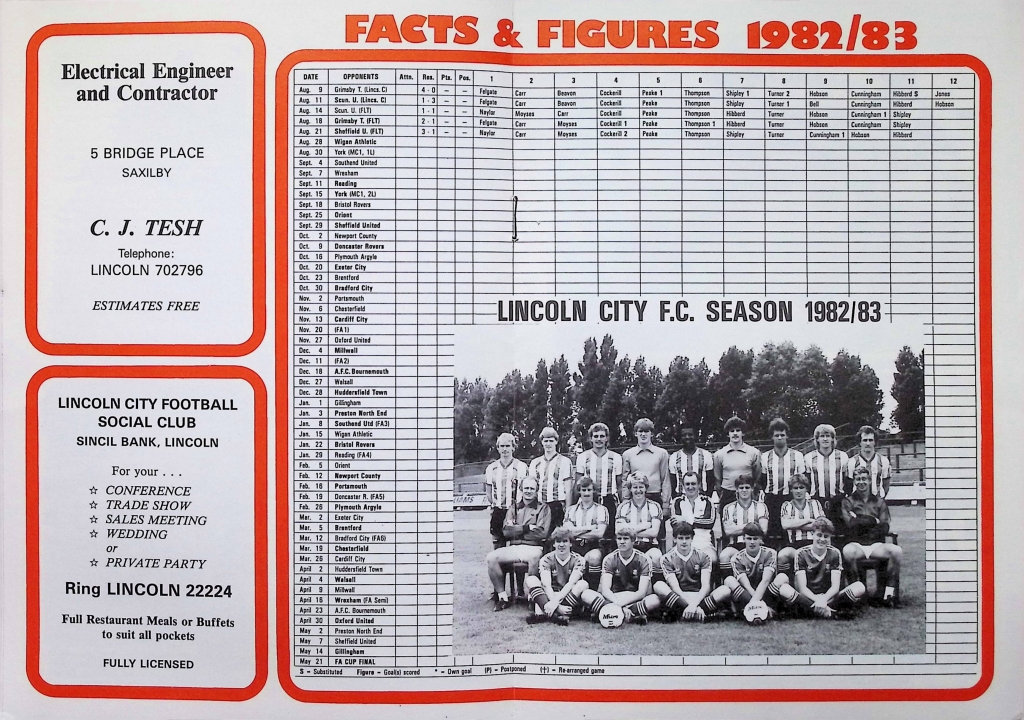 FACTS & FIGURES 1982/83
Electrical Engineer
and Contractor
5 BRIDGE PLACE
SAXILBY
C. J. TESH
Telephone:
LINCOLN 702796
ESTIMATES FREE
LINCOLN CITY FOOTBALL
SOCIAL CLUB
SINCIL BANK, LINCOLN
For your . . .
☆ CONFERENCE
☆ TRADE SHOW
☆ SALES MEETING
☆ WEDDING
or
☆ PRIVATE PARTY
Ring LINCOLN 22224
Full Restaurant Meals or Buffets
to suit all pockets
FULLY LICENSED
DATE OPPONENTS Attn. Res. Pts. Pos. 1 2 3 4 5 6 7 8 9 10 11 12
Aug. 9 Grimsby T. (Lincs. C) 4 - 0 — — Felgate Carr Beavon Cockerill Peake 1 Thompson Shipley 1 Turner 2 Hobson Cunningham Hibberd S Jones
Aug. 11 Scun. U. (Lincs. C) 1 - 3 — — Felgate Carr Beavon Cockerill Peake Thompson Shipley Turner 1 Bell Cunningham Hibberd Hobson
Aug. 14 Scun. U. (FLT) 1 - 1 — — Naylor Moyses Carr Cockerill Peake Thompson Hibberd Turner Hobson Cunningham 1 Shipley
Aug. 18 Grimsby T. (FLT) 2 - 1 — — Felgate Carr Moyses Cockerill 1 Peake Thompson 1 Hibberd Turner Hobson Cunningham Shipley
Aug. 21 Sheffield U. (FLT) 3 - 1 — — Naylor Carr Moyses Cockerill 2 Peake Thompson Shipley Turner Cunningham 1 Hobson Hibberd
Aug. 28 Wigan Athletic
Aug. 30 York (MC1, 1L)
Sept. 4 Southend United
Sept. 7 Wrexham
Sept. 11 Reading
Sept. 15 York (MC1, 2L)
Sept. 18 Bristol Rovers
Sept. 25 Orient
Sept. 29 Sheffield United
Oct. 2 Newport County
Oct. 9 Doncaster Rovers
Oct. 16 Plymouth Argyle
Oct. 20 Exeter City
Oct. 23 Brentford
Oct. 30 Bradford City
Nov. 2 Portsmouth
Nov. 6 Chesterfield
Nov. 13 Cardiff City
Nov. 20 (FA1)
Nov. 27 Oxford United
Dec. 4 Millwall
Dec. 11 (FA2)
Dec. 18 A.F.C. Bournemouth
Dec. 27 Walsall
Dec. 28 Huddersfield Town
Jan. 1 Gillingham
Jan. 3 Preston North End
Jan. 8 Southend Utd (FA3)
Jan. 15 Wigan Athletic
Jan. 22 Bristol Rovers
Jan. 29 Reading (FA4)
Feb. 5 Orient
Feb. 12 Newport County
Feb. 16 Portsmouth
Feb. 19 Doncaster R. (FA5)
Feb. 26 Plymouth Argyle
Mar. 2 Exeter City
Mar. 5 Brentford
Mar. 12 Bradford City (FA6)
Mar. 19 Chesterfield
Mar. 26 Cardiff City
April 2 Huddersfield Town
April 4 Walsall
April 9 Millwall
April 16 Wrexham (FA Semi)
April 23 A.F.C. Bournemouth
April 30 Oxford United
May 2 Preston North End
May 7 Sheffield United
May 14 Gillingham
May 21 FA CUP FINAL
S – Substituted Figure – Goal(s) scored * – Own goal (P) – Postponed (††) – Re-arranged game
LINCOLN CITY F.C. SEASON 1982/83